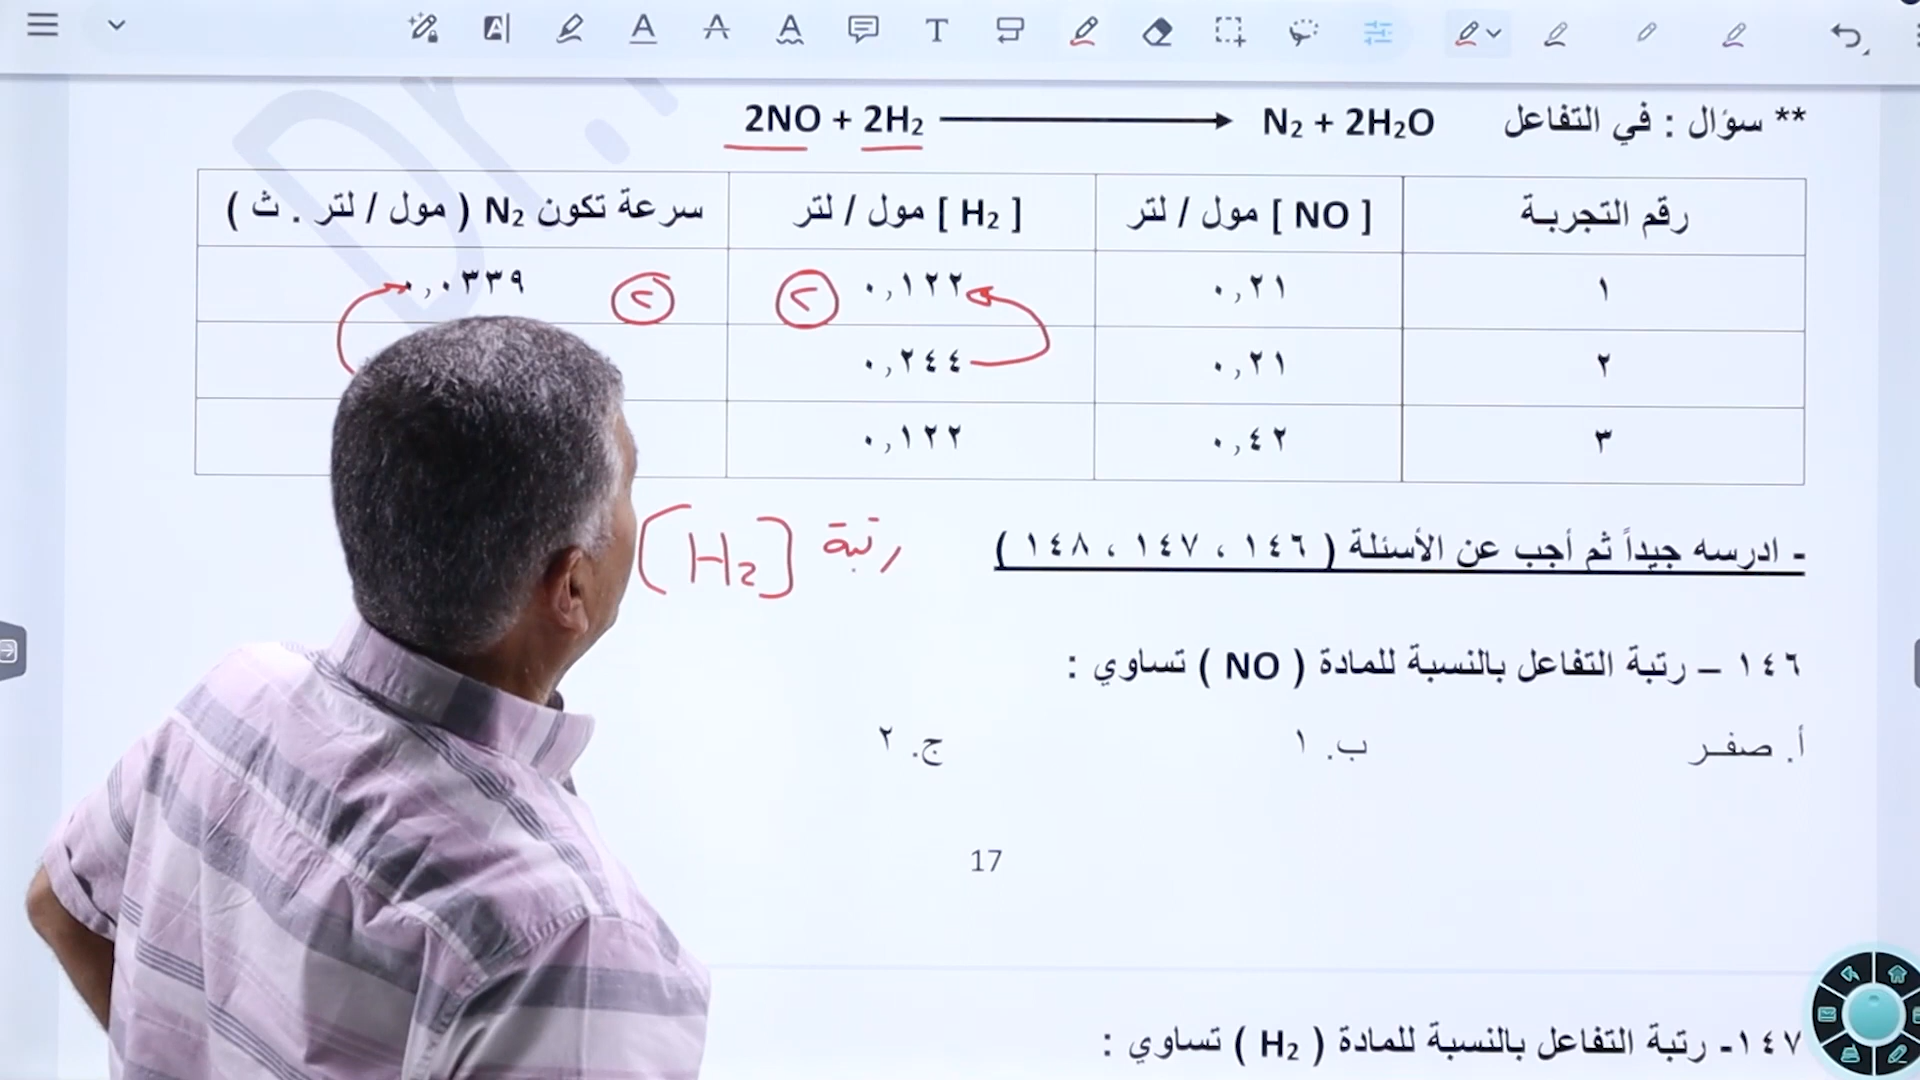 ** سؤال : في التفاعل 2NO + 2H₂ ⟶ N₂ + 2H₂O
رقم التجربة [ NO ] مول / لتر [ H₂ ] مول / لتر سرعة تكون N₂ ( مول / لتر . ث )
١ ٠,٢١ ٠,١٢٢ ٢ ٢ ٠,٠٣٣٩
٢ ٠,٢١ ٠,٢٤٤
٣ ٠,٤٢ ٠,١٢٢
- ادرسه جيداً ثم أجب عن الأسئلة ( ١٤٦ ، ١٤٧ ، ١٤٨ )
رتبة [H₂]
١٤٦ – رتبة التفاعل بالنسبة للمادة ( NO ) تساوي :
أ. صفر ب. ١ ج. ٢
17
١٤٧- رتبة التفاعل بالنسبة للمادة ( H₂ ) تساوي :